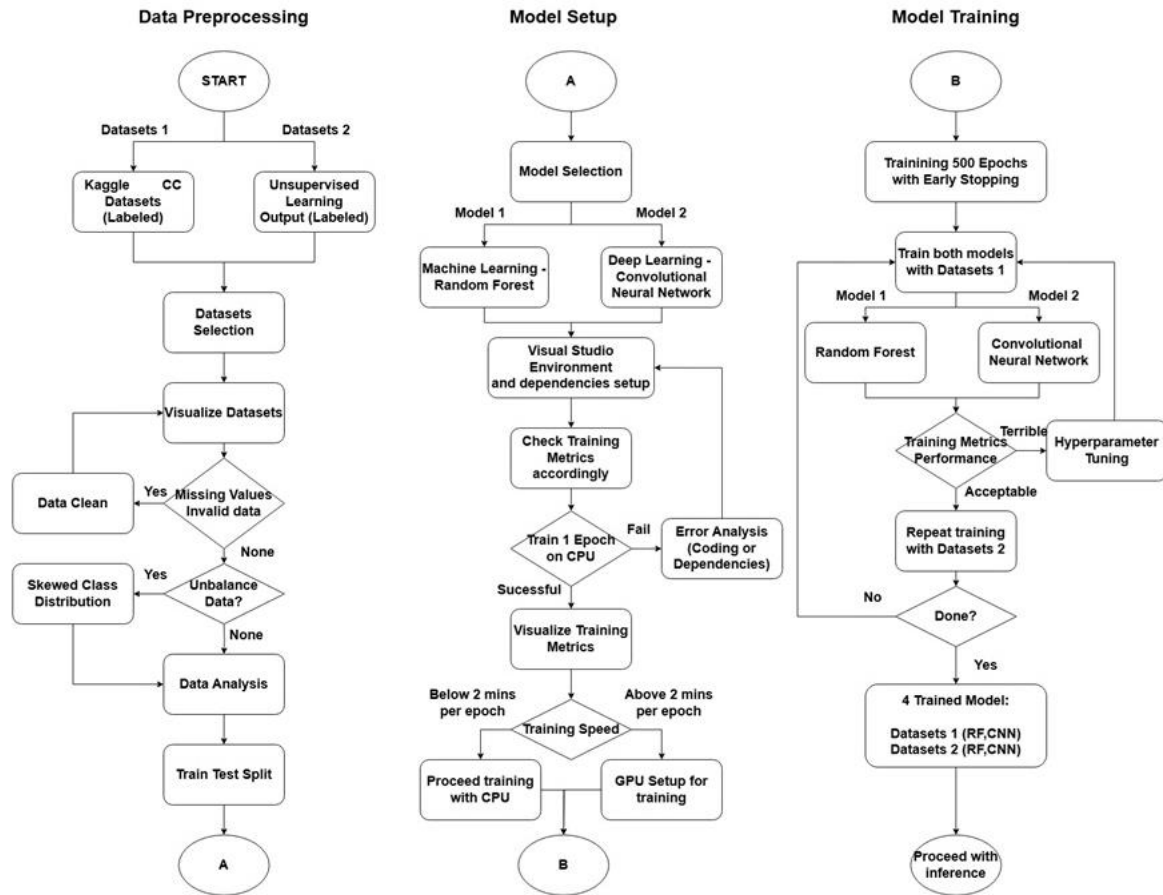 Data Preprocessing
START
Datasets 1
Datasets 2
Kaggle CC
Datasets
(Labeled)
Unsupervised
Learning
Output (Labeled)
Datasets
Selection
Visualize Datasets
Data Clean
Yes
Missing Values
Invalid data
None
Skewed Class
Distribution
Yes
Unbalance
Data?
None
Data Analysis
Train Test Split
A
Model Setup
A
Model Selection
Model 1
Model 2
Machine Learning -
Random Forest
Deep Learning -
Convolutional
Neural Network
Visual Studio
Environment
and dependencies setup
Check Training
Metrics
accordingly
Train 1 Epoch
on CPU
Fail
Error Analysis
(Coding or
Dependencies)
Sucessful
Visualize Training
Metrics
Below 2 mins
per epoch
Above 2 mins
per epoch
Training Speed
Proceed training
with CPU
GPU Setup for
training
B
Model Training
B
Trainining 500 Epochs
with Early Stopping
Train both models
with Datasets 1
Model 1
Model 2
Random Forest
Convolutional
Neural Network
Training Metrics
Performance
Terrible
Hyperparameter
Tuning
Acceptable
Repeat training
with Datasets 2
No
Done?
Yes
4 Trained Model:
Datasets 1 (RF,CNN)
Datasets 2 (RF,CNN)
Proceed with
inference